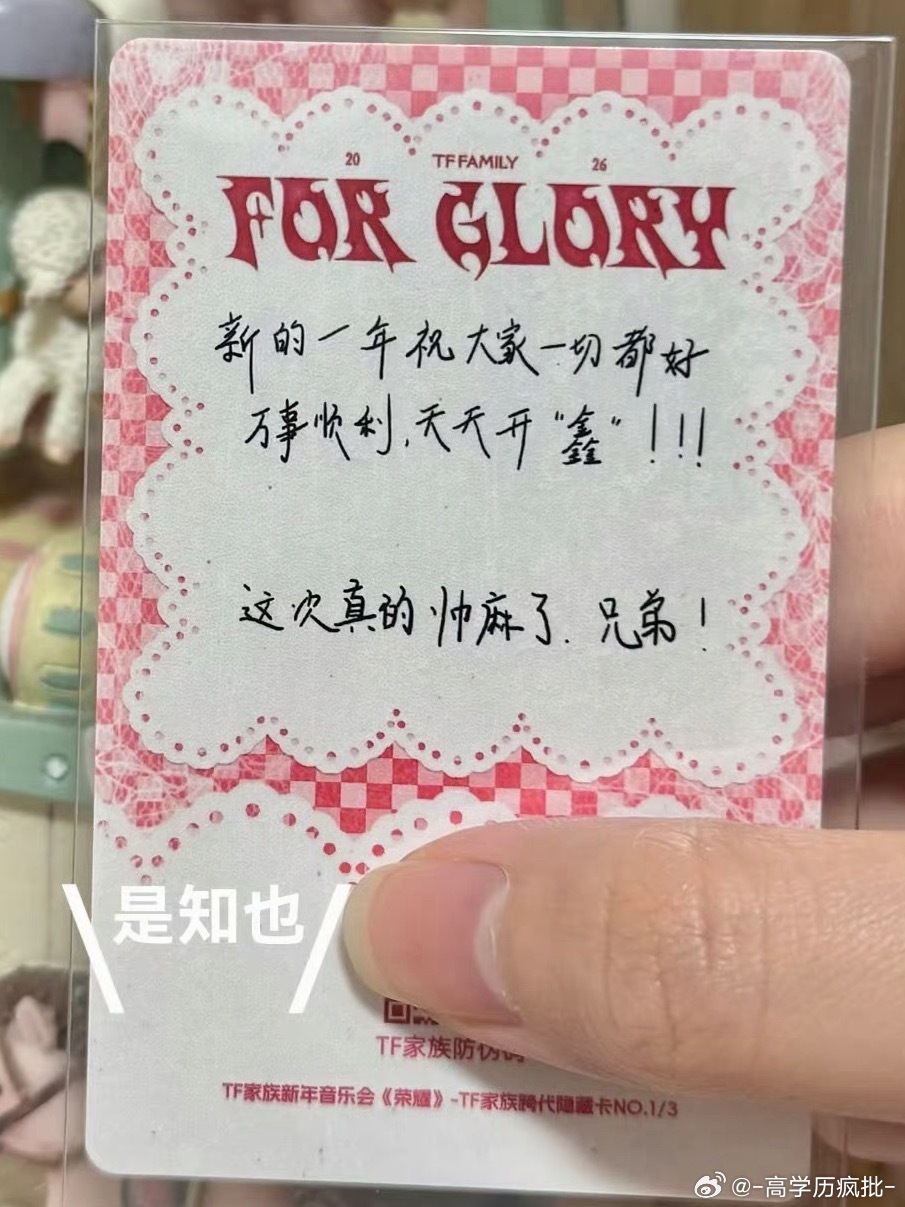 20 TF FAMILY 26
FOR GLORY
新的一年祝大家一切都好
万事顺利,天天开“鑫”!!!
这次真的帅麻了.兄弟!
\是知也/
TF家族防伪码
TF家族新年音乐会《荣耀》-TF家族跨代隐藏卡NO.1/3
@-高学历疯批-